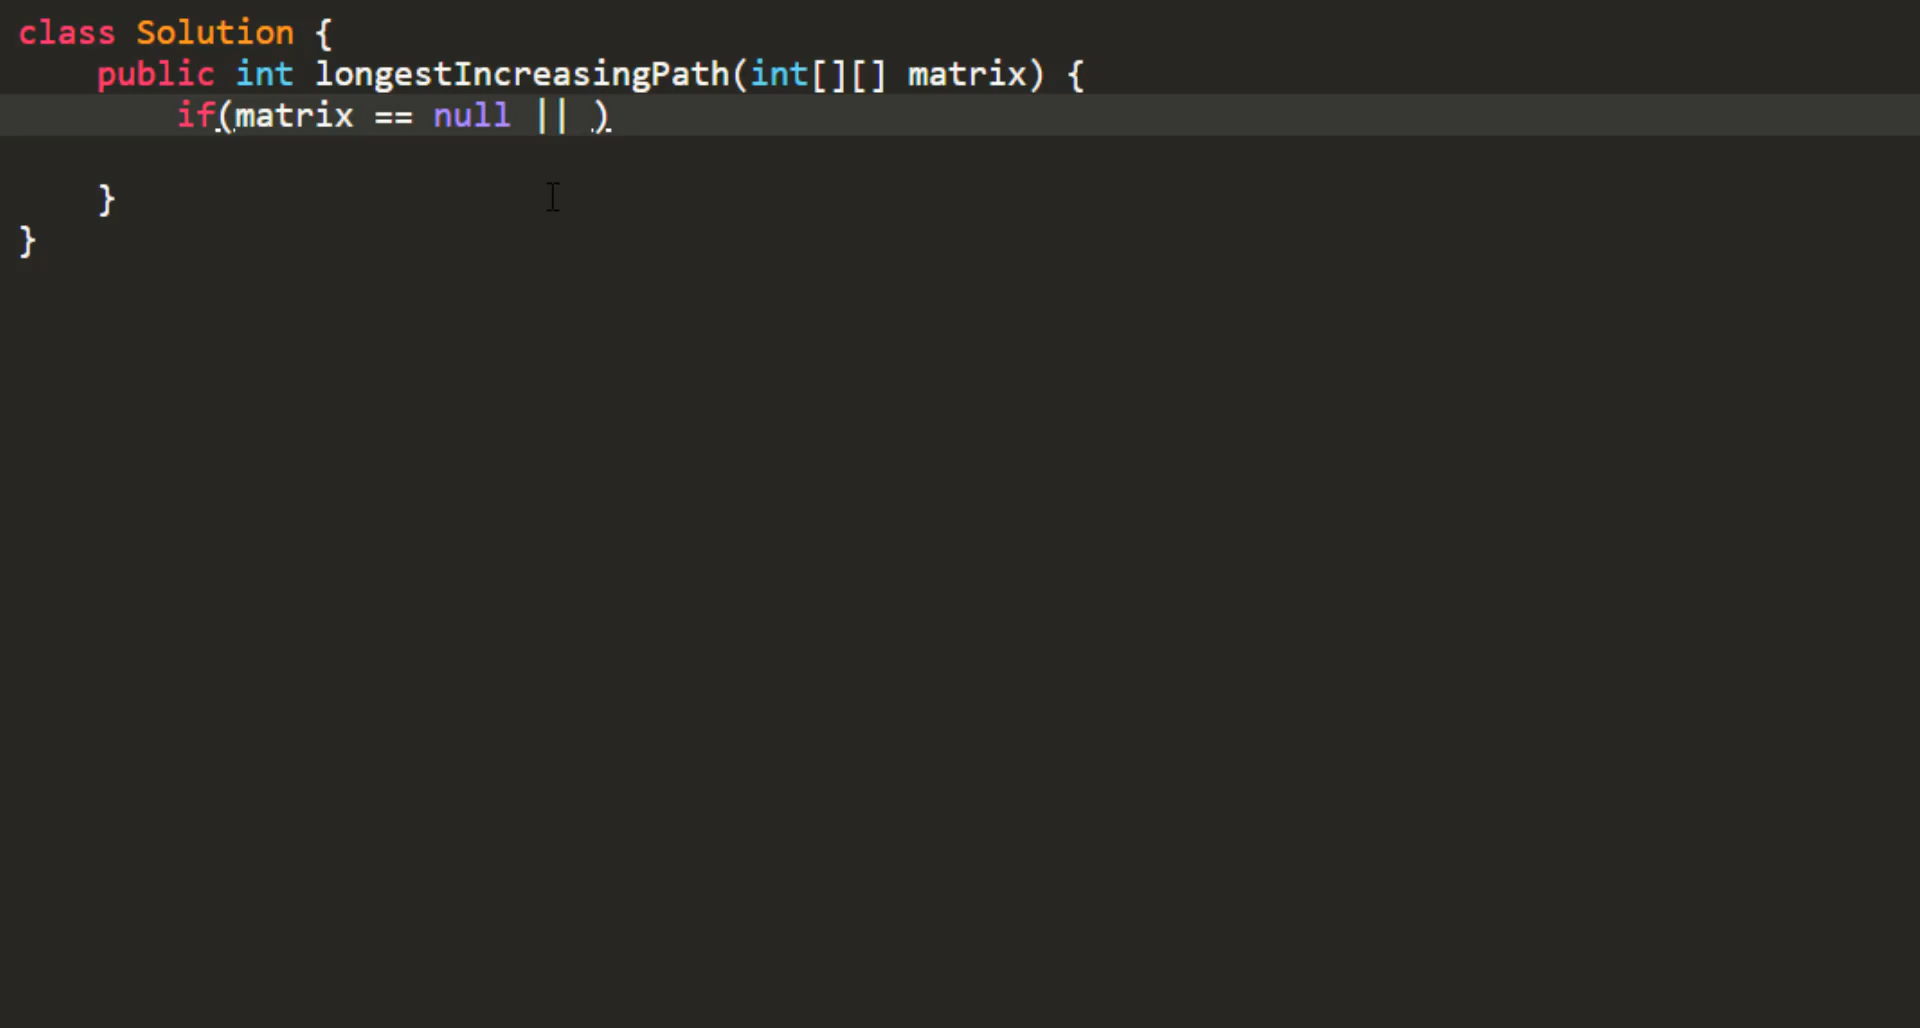 class Solution {
    public int longestIncreasingPath(int[][] matrix) {
        if(matrix == null || )
    }
}